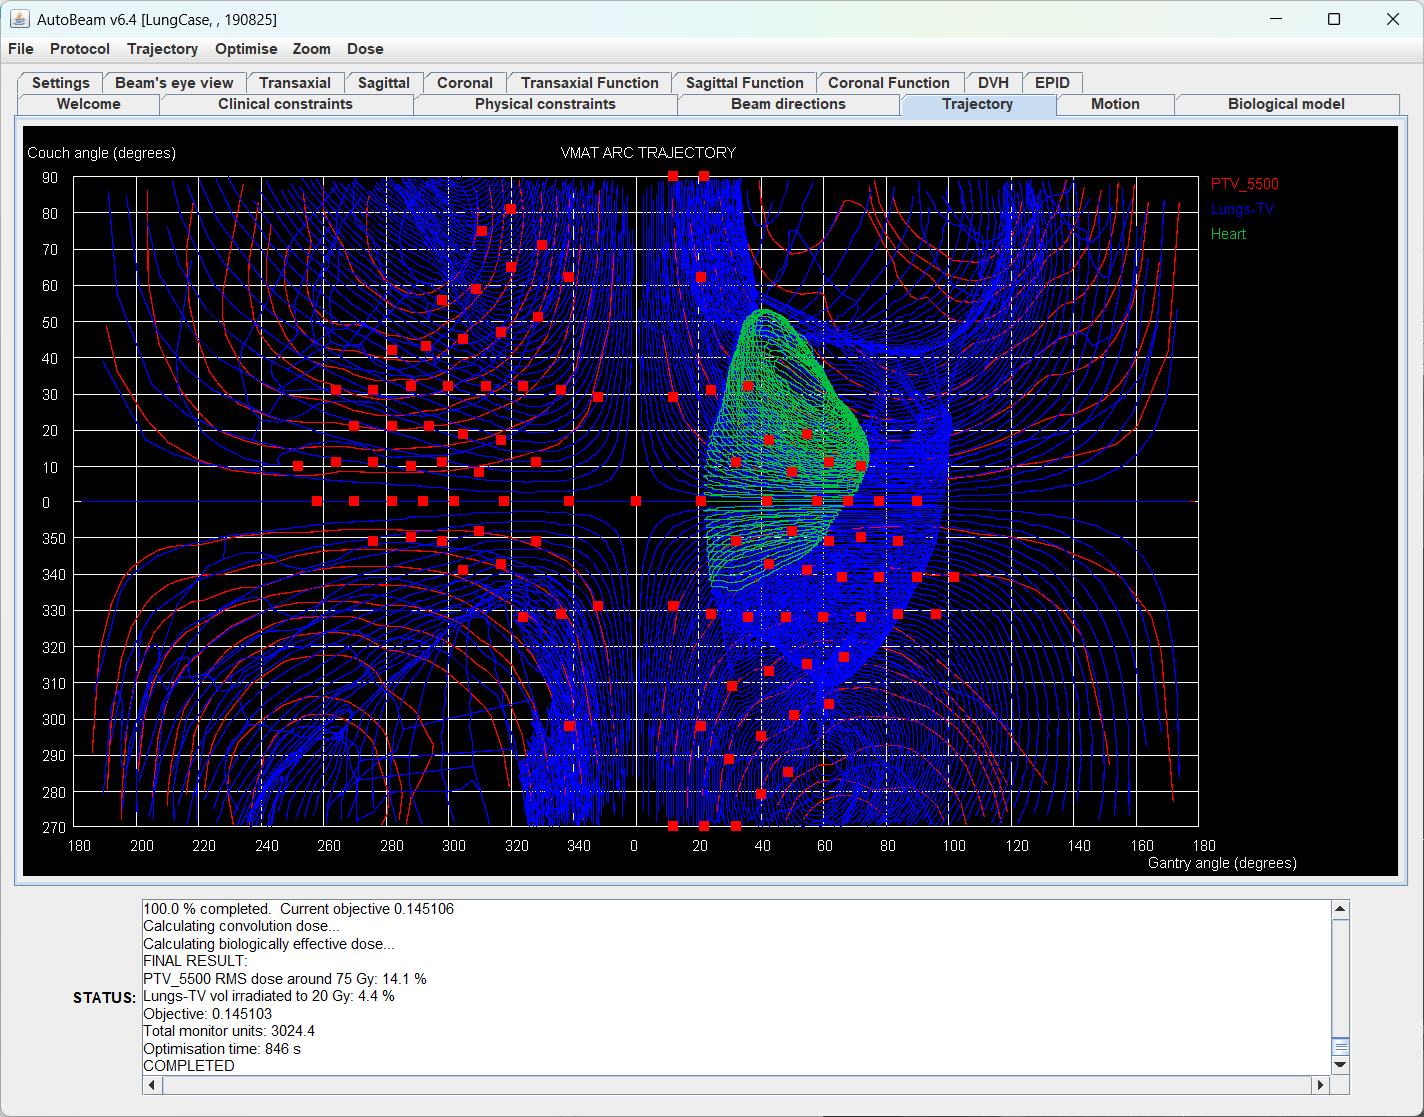 AutoBeam v6.4 [LungCase, , 190825]
File Protocol Trajectory Optimise Zoom Dose
Settings Beam's eye view Transaxial Sagittal Coronal Transaxial Function Sagittal Function Coronal Function DVH EPID
Welcome Clinical constraints Physical constraints Beam directions Trajectory Motion Biological model
Couch angle (degrees) VMAT ARC TRAJECTORY
90
80
70
60
50
40
30
20
10
0
350
340
330
320
310
300
290
280
270
PTV_5500
Lungs-TV
Heart
180 200 220 240 260 280 300 320 340 0 20 40 60 80 100 120 140 160 180
Gantry angle (degrees)
STATUS:
100.0 % completed. Current objective 0.145106
Calculating convolution dose...
Calculating biologically effective dose...
FINAL RESULT:
PTV_5500 RMS dose around 75 Gy: 14.1 %
Lungs-TV vol irradiated to 20 Gy: 4.4 %
Objective: 0.145103
Total monitor units: 3024.4
Optimisation time: 846 s
COMPLETED